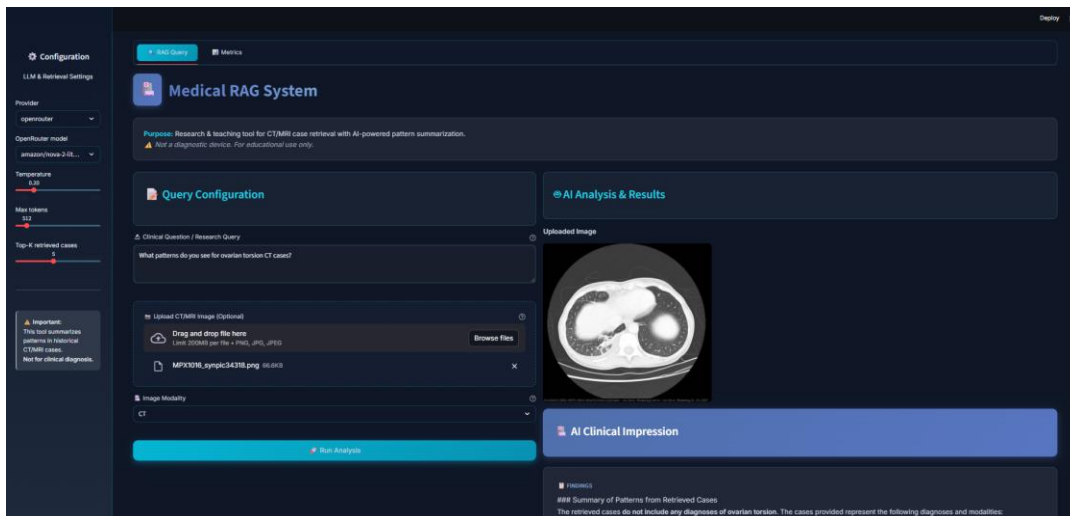 Deploy
Configuration
LLM & Retrieval Settings
Provider
openrouter
OpenRouter model
amazon/nova-2-lit...
Temperature
0.20
Max tokens
512
Top-K retrieved cases
5
Important:
This tool summarizes
patterns in historical
CT/MRI cases.
Not for clinical diagnosis.
RAG Query
Metrics
Medical RAG System
Purpose: Research & teaching tool for CT/MRI case retrieval with AI-powered pattern summarization.
Not a diagnostic device. For educational use only.
Query Configuration
Clinical Question / Research Query
What patterns do you see for ovarian torsion CT cases?
Upload CT/MRI Image (Optional)
Drag and drop file here
Limit 200MB per file • PNG, JPG, JPEG
Browse files
MPX1016_synpic34318.png 66.6KB
Image Modality
CT
Run Analysis
AI Analysis & Results
Uploaded Image
AI Clinical Impression
FINDINGS
### Summary of Patterns from Retrieved Cases
The retrieved cases do not include any diagnoses of ovarian torsion. The cases provided represent the following diagnoses and modalities: